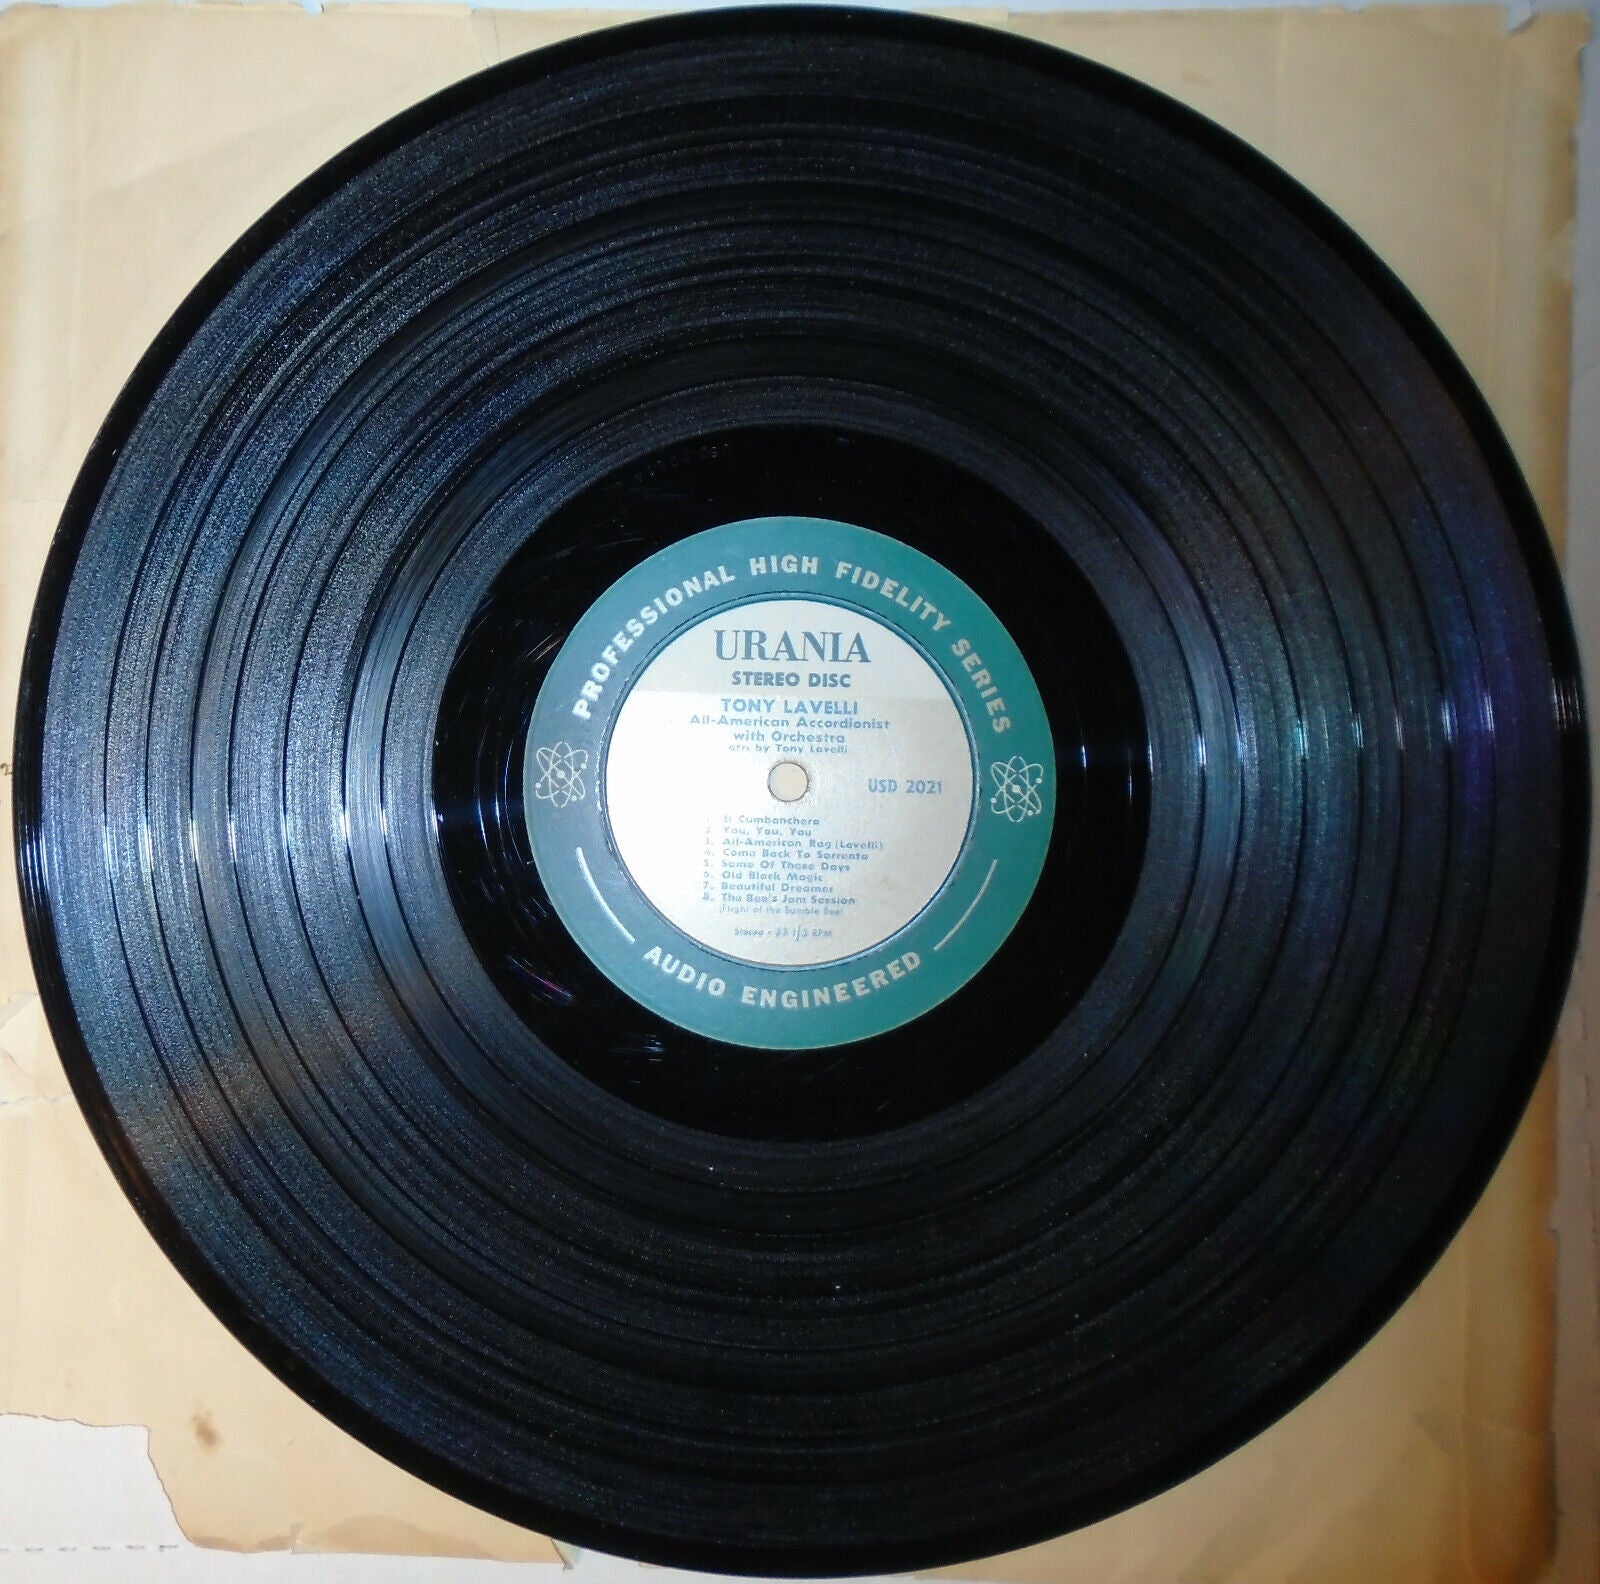 PROFESSIONAL HIGH FIDELITY SERIES
URANIA
STEREO DISC
TONY LAVELLI
All-American Accordionist
with Orchestra
arr. by Tony Lavelli
USD 2021
1. El Cumbanchero
2. You, You, You
3. All-American Rag (Lavelli)
4. Come Back To Sorrento
5. Some Of These Days
6. Old Black Magic
7. Beautiful Dreamer
8. The Bee's Jam Session
(Flight of the Bumble Bee)
Stereo - 33 1/3 RPM
AUDIO ENGINEERED